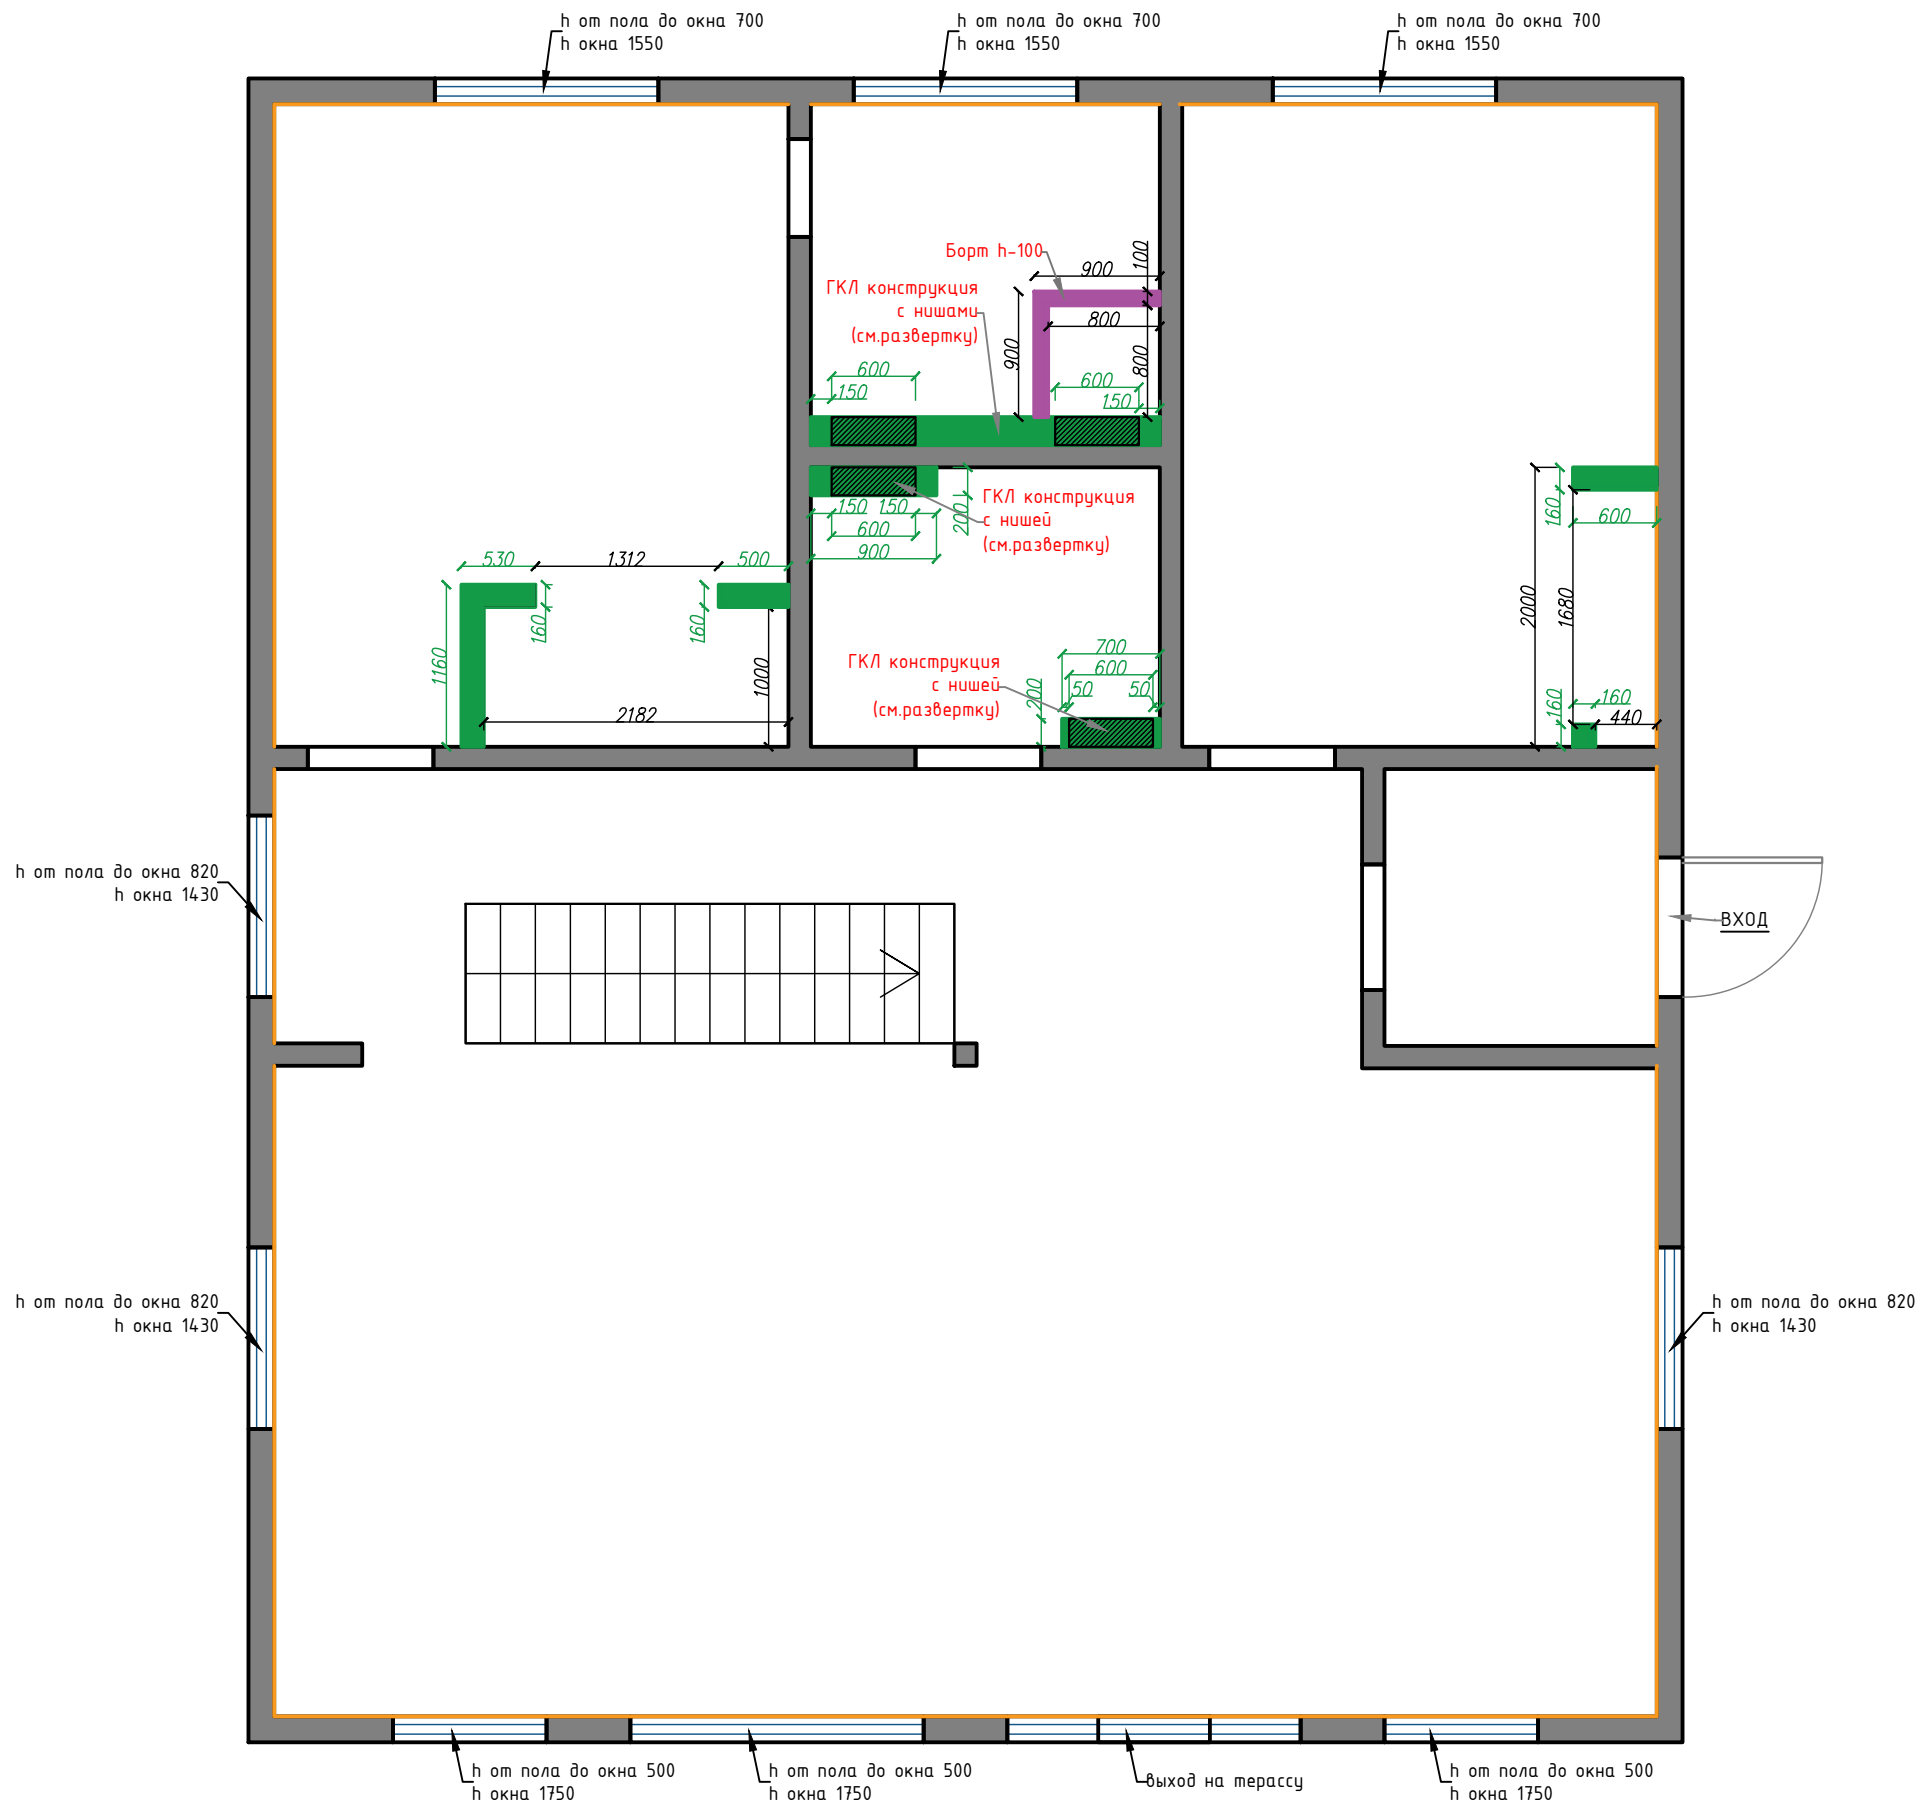 h от пола до окна 700
h окна 1550
h от пола до окна 700
h окна 1550
h от пола до окна 700
h окна 1550
Борт h-100
900
100
ГКЛ конструкция
с нишами
(см.развертку)
800
900
800
600
150
600
150
ГКЛ конструкция
с нишей
(см.развертку)
150
150
200
600
900
160
600
530
1312
500
160
160
1160
1000
2182
2000
1680
ГКЛ конструкция
с нишей
(см.развертку)
700
600
200
50
50
160
160
440
h от пола до окна 820
h окна 1430
ВХОД
h от пола до окна 820
h окна 1430
h от пола до окна 820
h окна 1430
h от пола до окна 500
h окна 1750
h от пола до окна 500
h окна 1750
выход на терассу
h от пола до окна 500
h окна 1750